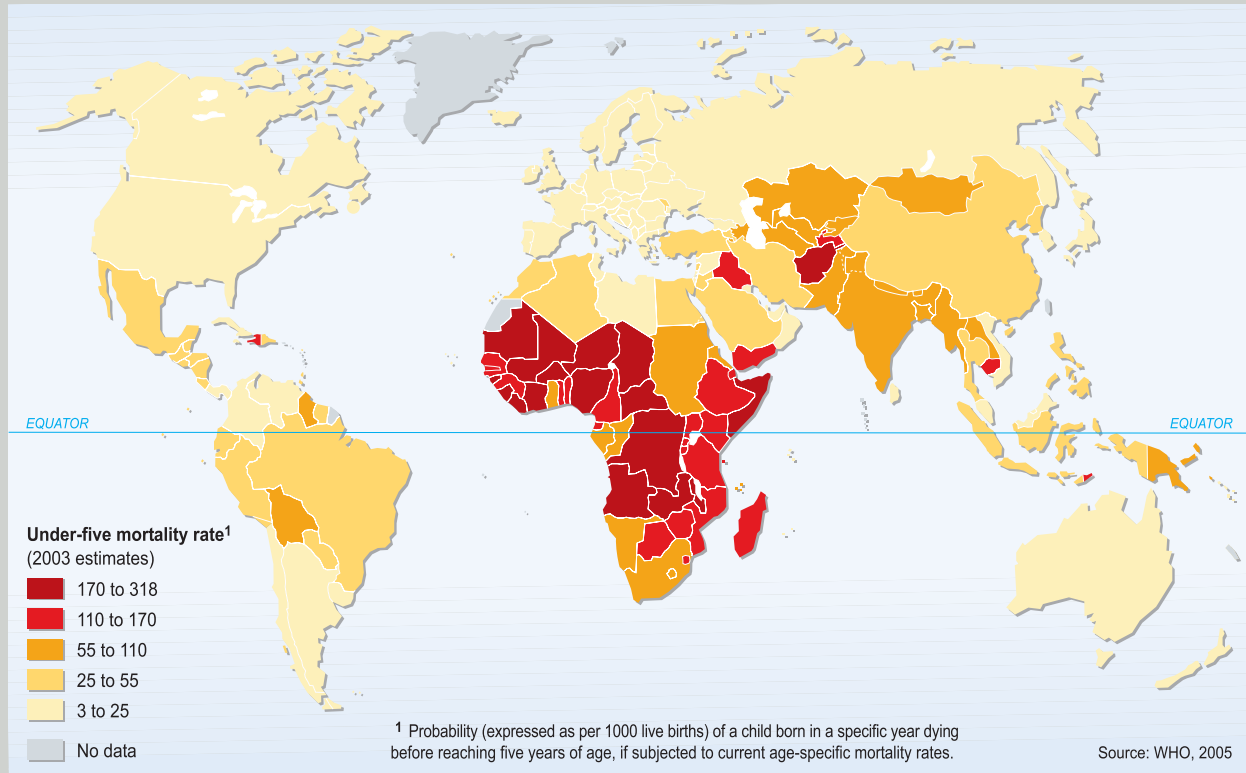 EQUATOR
EQUATOR
Under-five mortality rate¹
(2003 estimates)
170 to 318
110 to 170
55 to 110
25 to 55
3 to 25
No data
¹ Probability (expressed as per 1000 live births) of a child born in a specific year dying
before reaching five years of age, if subjected to current age-specific mortality rates.
Source: WHO, 2005